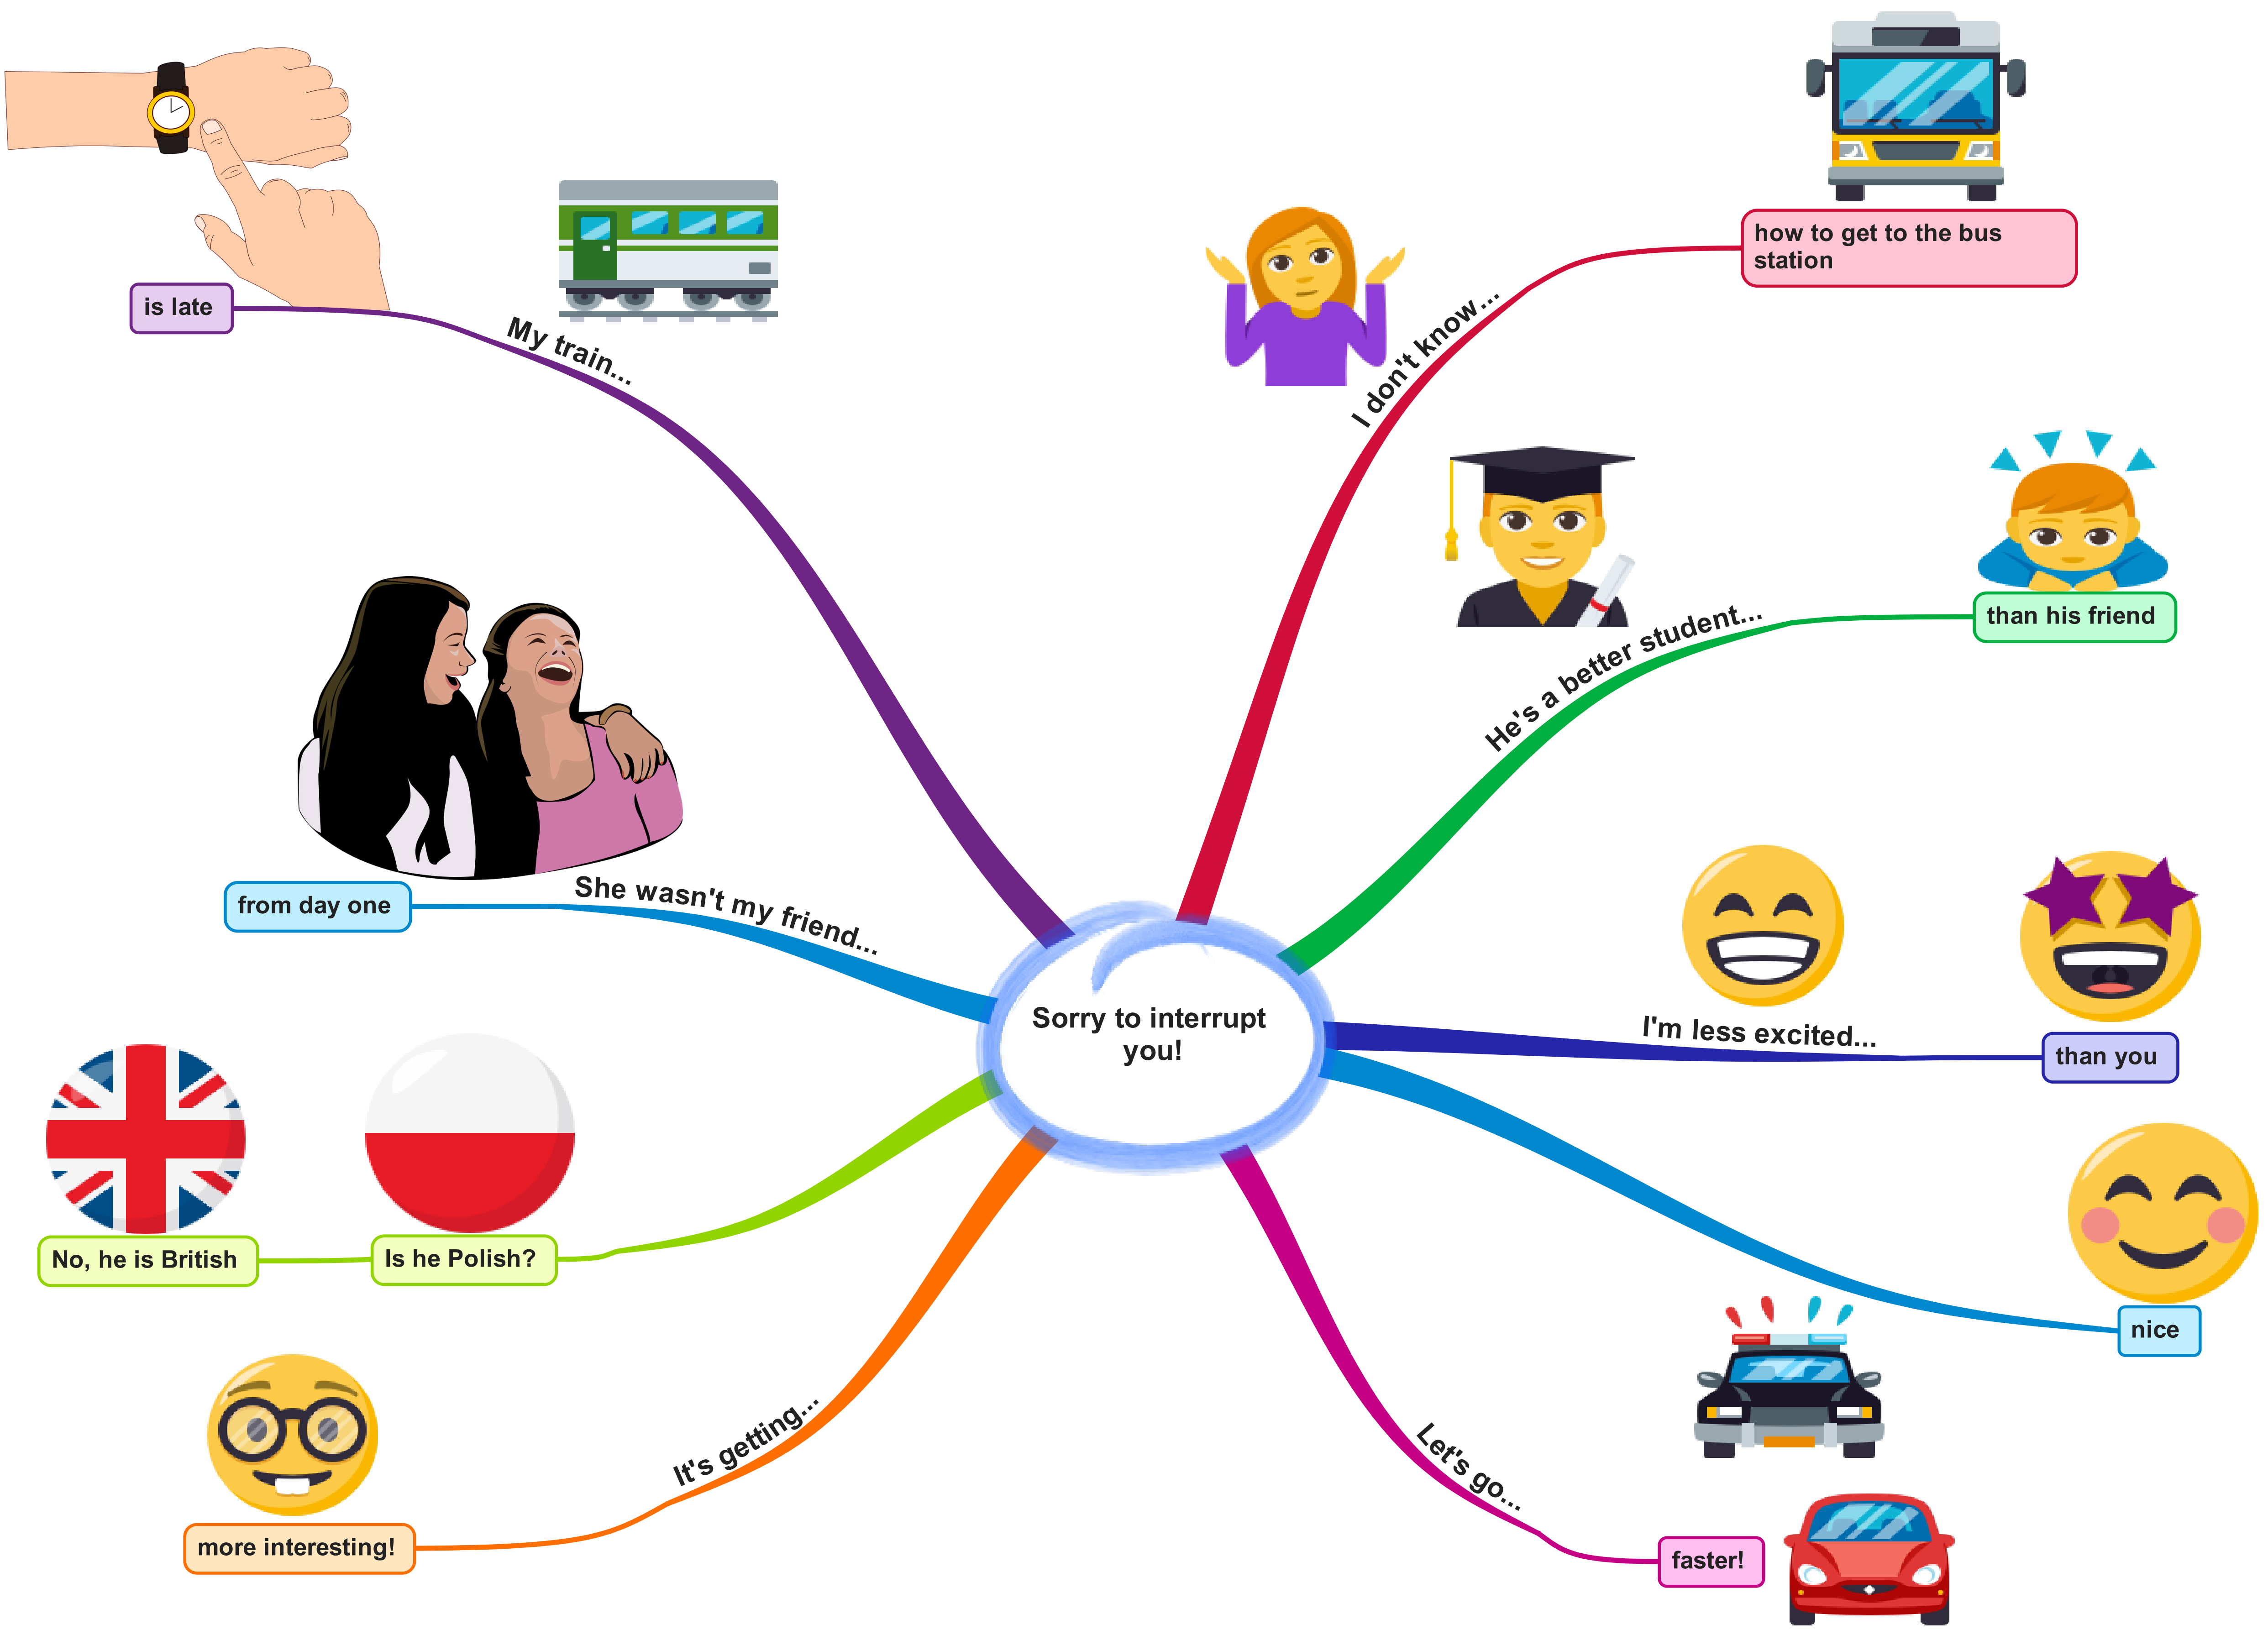 Sorry to interrupt
you!
I don't know...
how to get to the bus
station
He's a better student...
than his friend
I'm less excited...
than you
nice
Let's go...
faster!
It's getting...
more interesting!
Is he Polish?
No, he is British
She wasn't my friend...
from day one
My train...
is late